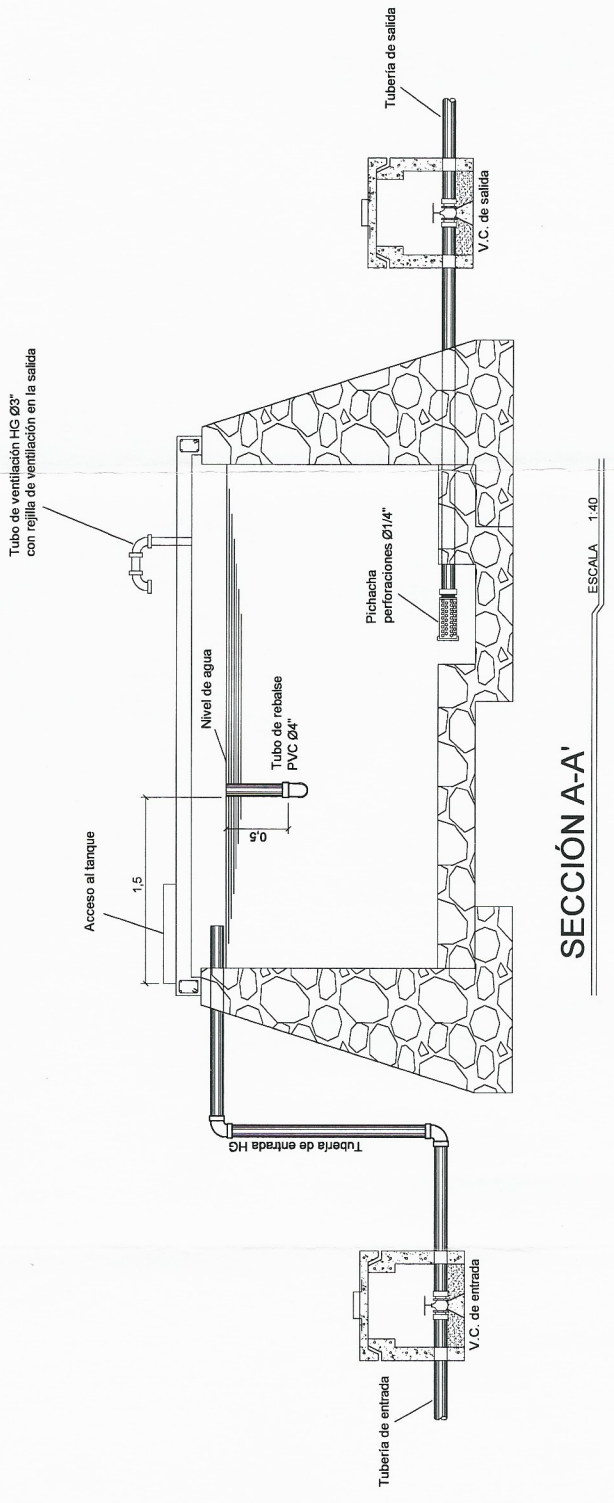 Tubo de ventilación HG Ø3"
con rejilla de ventilación en la salida
Acceso al tanque
1,5
Nivel de agua
0,5
Tubo de rebalse
PVC Ø4"
Pichacha
perforaciones Ø1/4"
Tubería de entrada HG
Tubería de entrada
V.C. de entrada
Tubería de salida
V.C. de salida
SECCIÓN A-A'
ESCALA 1:40